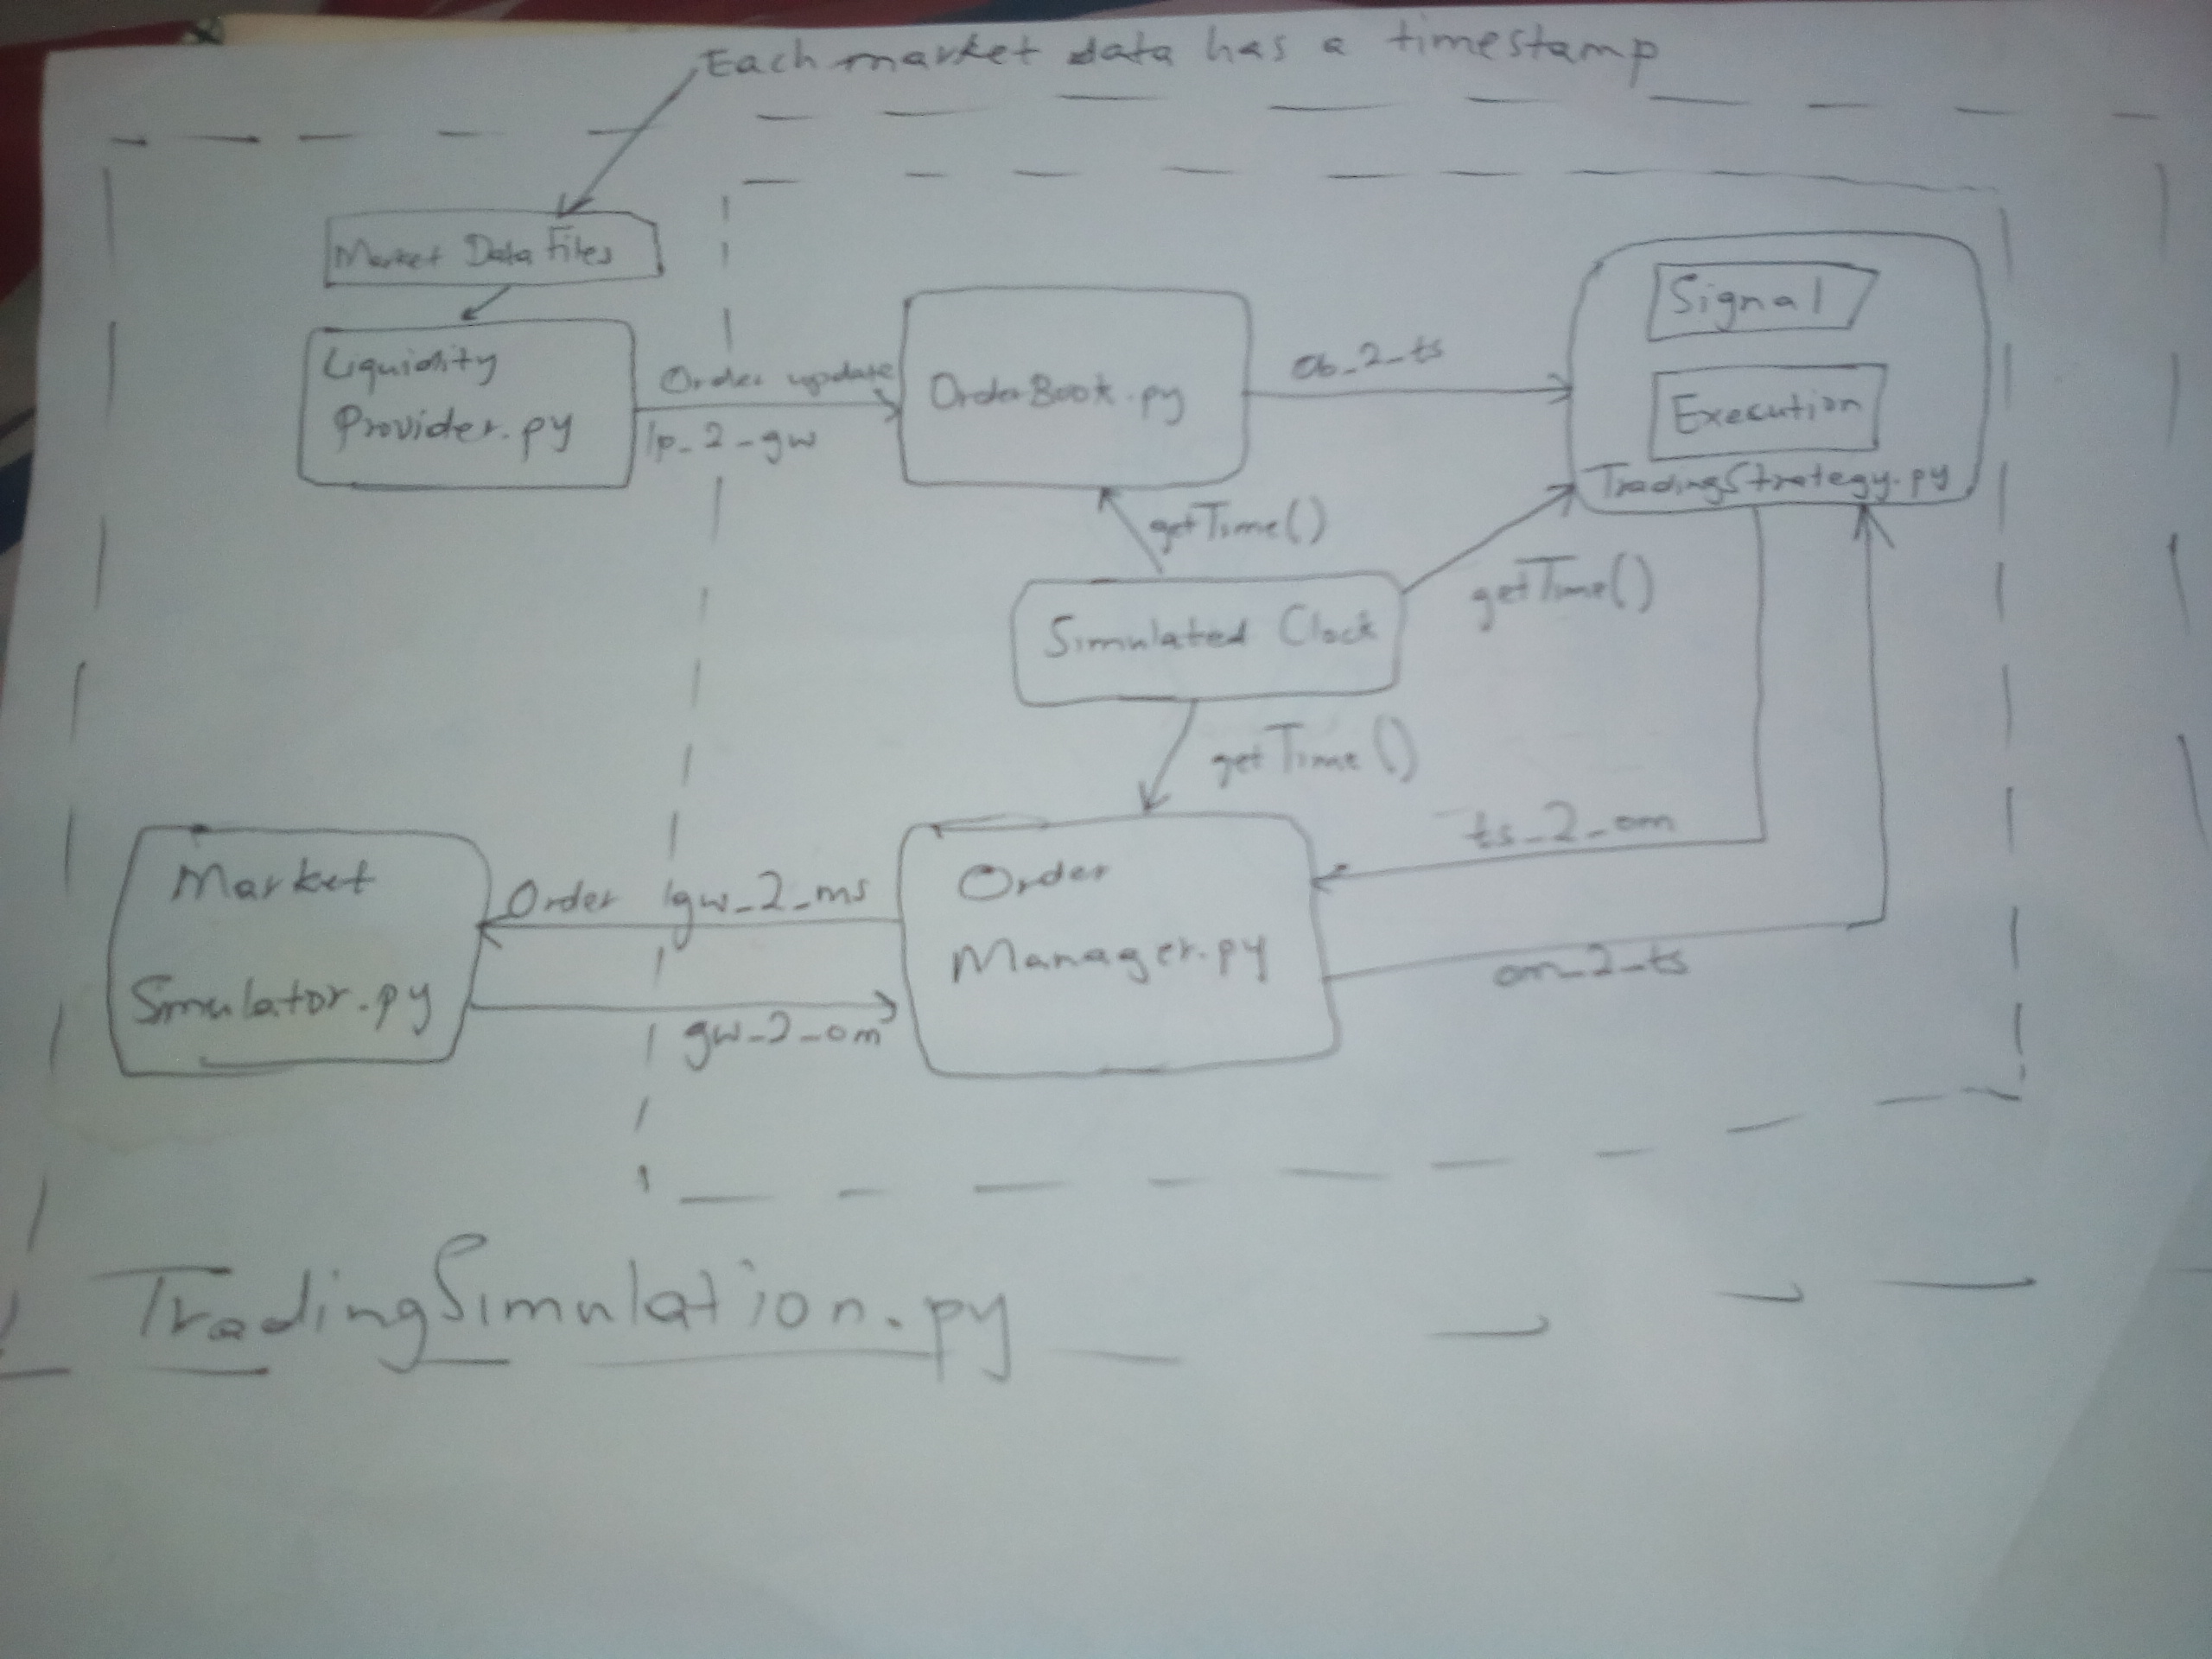 Each market data has a timestamp
Market Data Files
Liquidity
Provider.py
Order update
lp_2-gw
OrderBook.py
ob_2_ts
Signal
Execution
TradingStrategy.py
getTime()
getTime()
Simulated Clock
getTime()
ts_2_om
Market
Simulator.py
Order gw_2_ms
gw_2_om
Order
Manager.py
om_2_ts
TradingSimulation.py